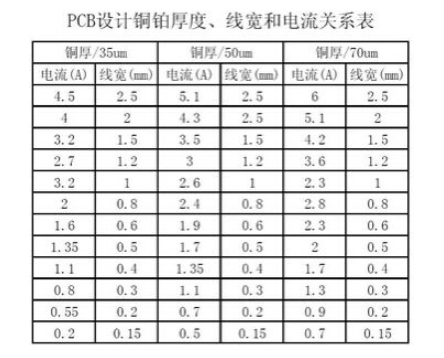 PCB设计铜铂厚度、线宽和电流关系表
铜厚/35um 铜厚/50um 铜厚/70um
电流(A) 线宽(mm) 电流(A) 线宽(mm) 电流(A) 线宽(mm)
4.5 2.5 5.1 2.5 6 2.5
4 2 4.3 2.5 5.1 2
3.2 1.5 3.5 1.5 4.2 1.5
2.7 1.2 3 1.2 3.6 1.2
3.2 1 2.6 1 2.3 1
2 0.8 2.4 0.8 2.8 0.8
1.6 0.6 1.9 0.6 2.3 0.6
1.35 0.5 1.7 0.5 2 0.5
1.1 0.4 1.35 0.4 1.7 0.4
0.8 0.3 1.1 0.3 1.3 0.3
0.55 0.2 0.7 0.2 0.9 0.2
0.2 0.15 0.5 0.15 0.7 0.15